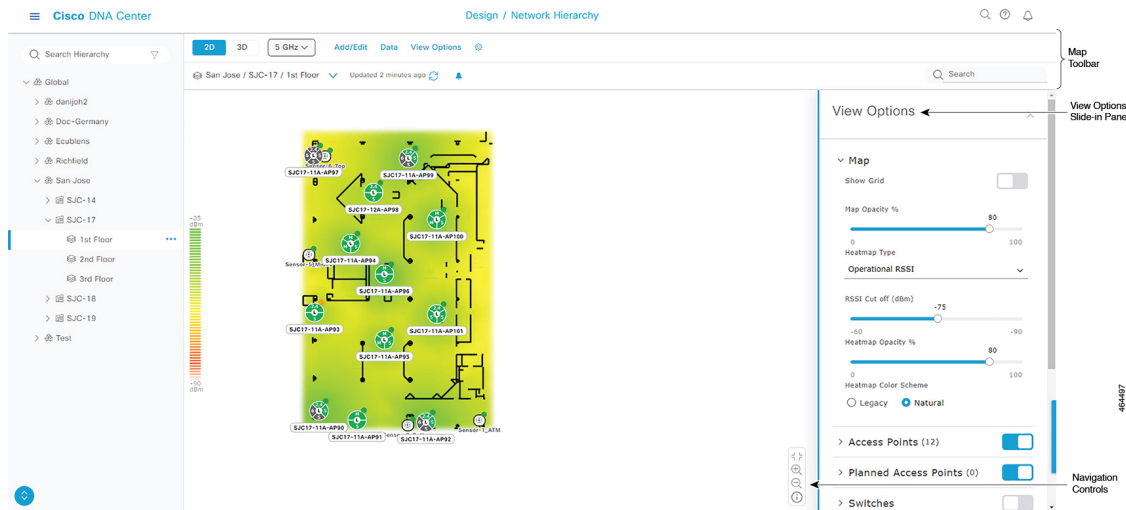 Cisco DNA Center
Design / Network Hierarchy
2D
3D
5 GHz
Add/Edit
Data
View Options
Map
Toolbar
Search Hierarchy
San Jose / SJC-17 / 1st Floor
Updated 2 minutes ago
Search
Global
danijoh2
Doc-Germany
Ecublens
Richfield
San Jose
SJC-14
SJC-17
1st Floor
2nd Floor
3rd Floor
SJC-18
SJC-19
Test
+35
dBm
-90
dBm
SJC17-11A-AP97
SJC17-11A-AP99
SJC17-12A-AP98
SJC17-11A-AP100
SJC17-11A-AP94
SJC17-11A-AP96
SJC17-11A-AP93
SJC17-11A-AP101
SJC17-11A-AP95
SJC17-11A-AP90
SJC17-11A-AP91
SJC17-11A-AP92
Sensor-1_ATM
View Options
View Options
Slide-in Pane
Map
Show Grid
Map Opacity %
80
0
100
Heatmap Type
Operational RSSI
RSSI Cut off (dBm)
-75
-60
-90
Heatmap Opacity %
80
0
100
Heatmap Color Scheme
Legacy
Natural
Access Points (12)
Planned Access Points (0)
Switches
Navigation
Controls
464497